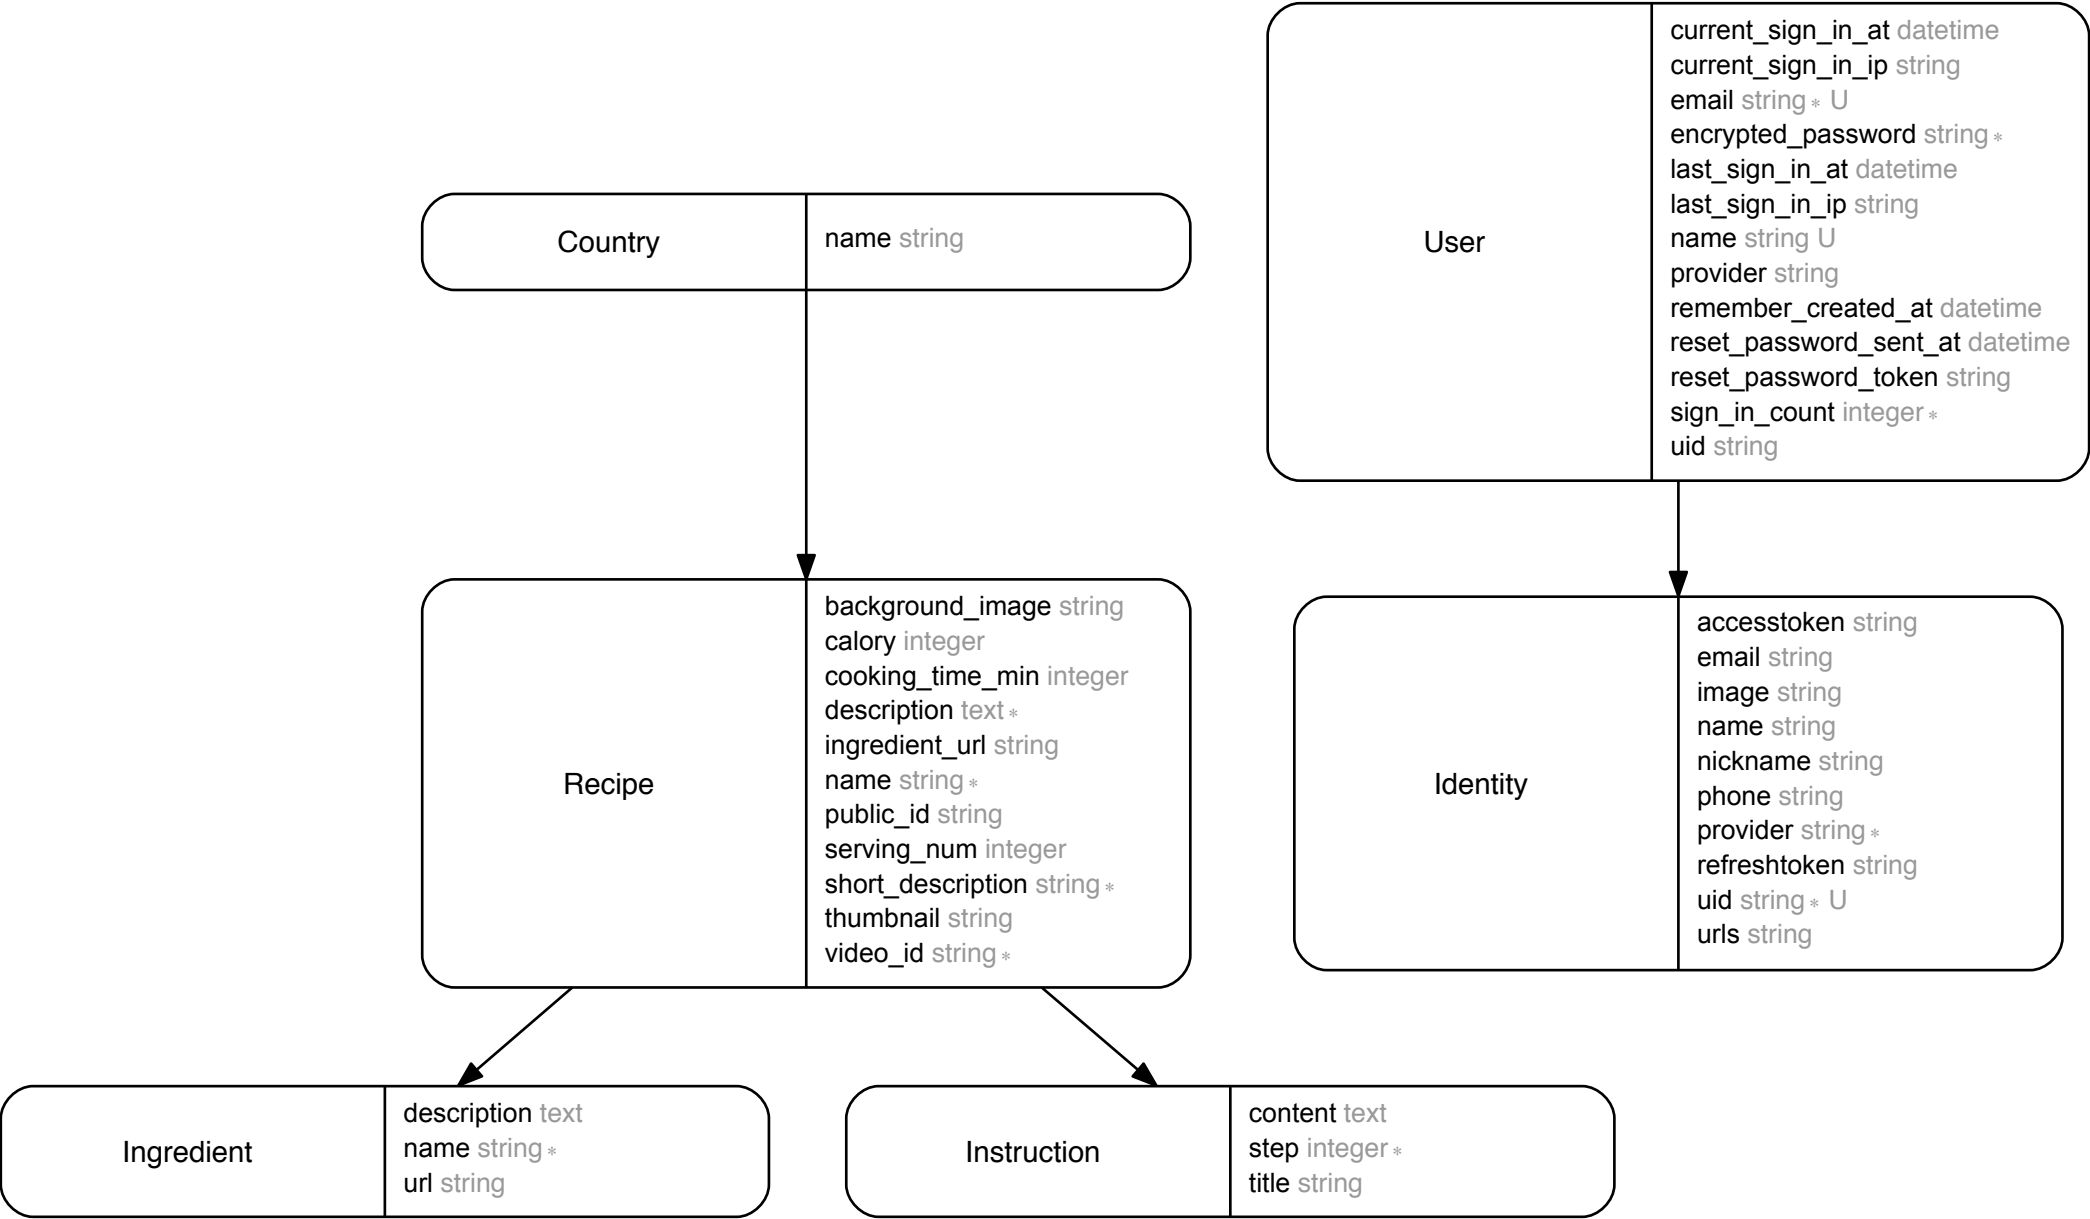 Country
name string
User
current_sign_in_at datetime
current_sign_in_ip string
email string * U
encrypted_password string *
last_sign_in_at datetime
last_sign_in_ip string
name string U
provider string
remember_created_at datetime
reset_password_sent_at datetime
reset_password_token string
sign_in_count integer *
uid string
Recipe
background_image string
calory integer
cooking_time_min integer
description text *
ingredient_url string
name string *
public_id string
serving_num integer
short_description string *
thumbnail string
video_id string *
Identity
accesstoken string
email string
image string
name string
nickname string
phone string
provider string *
refreshtoken string
uid string * U
urls string
Ingredient
description text
name string *
url string
Instruction
content text
step integer *
title string